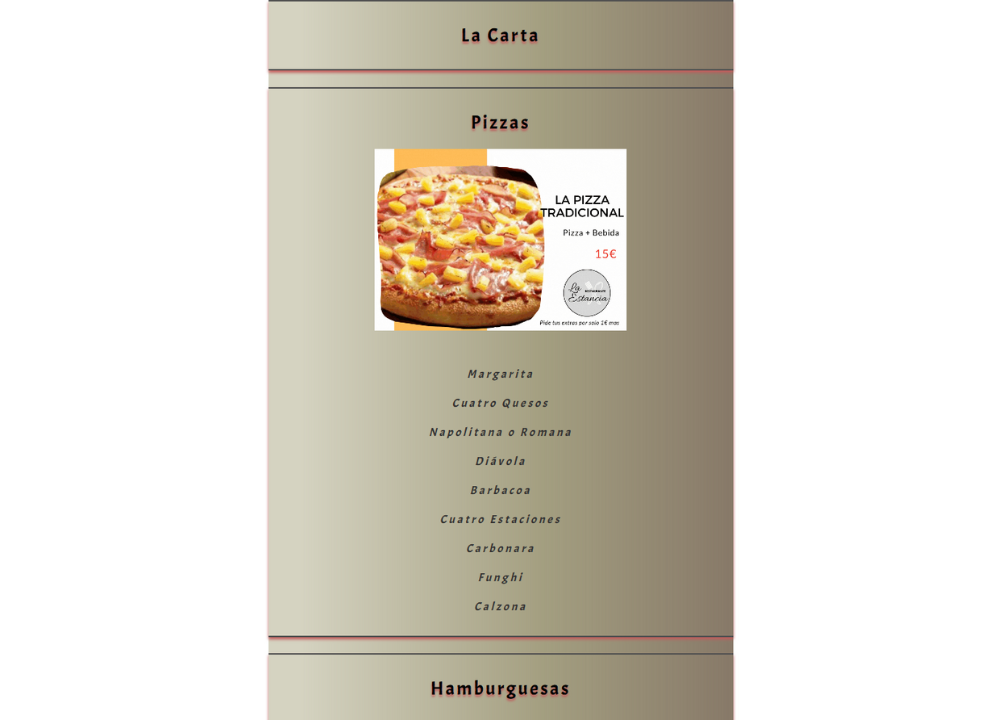 La Carta
Pizzas
LA PIZZA
TRADICIONAL
Pizza + Bebida
15€
La
RESTAURANTE
Estancia
Pide tus extras por solo 1€ mas
Margarita
Cuatro Quesos
Napolitana o Romana
Diávola
Barbacoa
Cuatro Estaciones
Carbonara
Funghi
Calzona
Hamburguesas